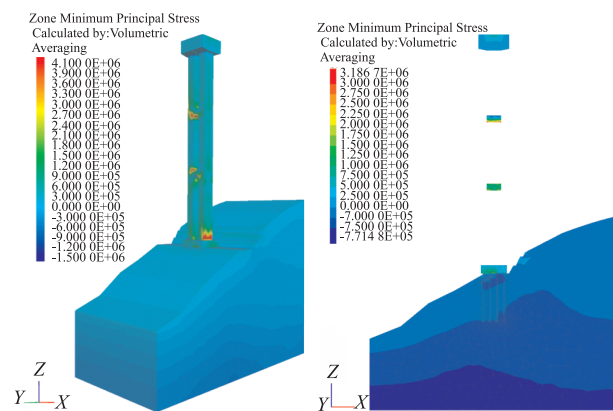 Zone Minimum Principal Stress
Calculated by:Volumetric
Averaging
4.100 0E+06
3.900 0E+06
3.600 0E+06
3.300 0E+06
3.000 0E+06
2.700 0E+06
2.400 0E+06
2.100 0E+06
1.800 0E+06
1.500 0E+06
1.200 0E+06
9.000 0E+05
6.000 0E+05
3.000 0E+05
0.000 0E+00
-3.000 0E+05
-6.000 0E+05
-9.000 0E+05
-1.200 0E+06
-1.500 0E+06
Z
Y
X
Zone Minimum Principal Stress
Calculated by:Volumetric
Averaging
3.186 7E+06
3.000 0E+06
2.750 0E+06
2.500 0E+06
2.250 0E+06
2.000 0E+06
1.750 0E+06
1.500 0E+06
1.250 0E+06
1.000 0E+06
7.500 0E+05
5.000 0E+05
2.500 0E+05
0.000 0E+00
-2.500 0E+05
-7.000 0E+05
-7.500 0E+05
-7.714 8E+05
Z
Y
X